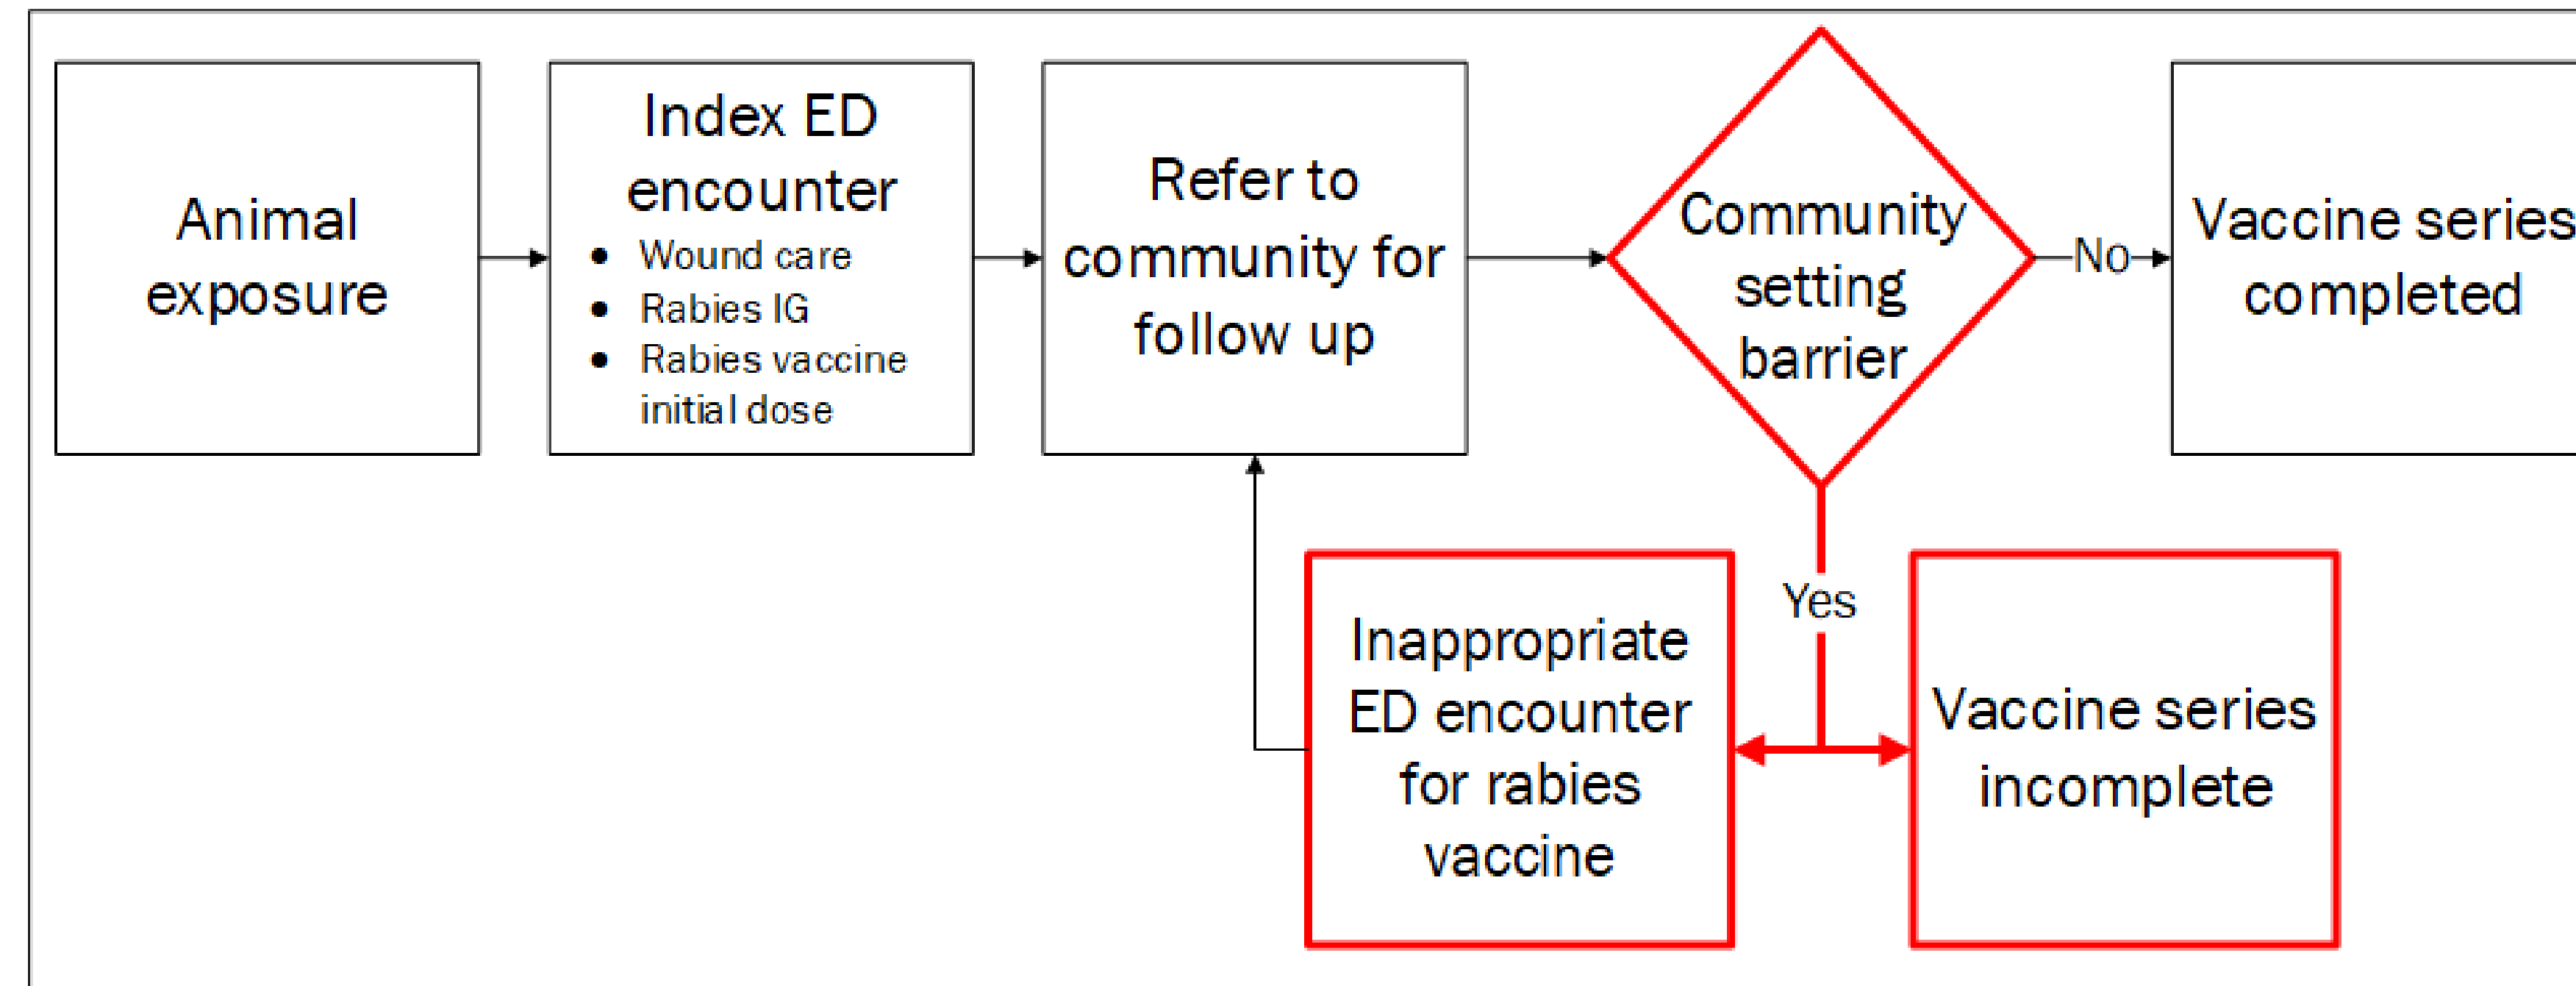 Animal
exposure
Index ED
encounter
• Wound care
• Rabies IG
• Rabies vaccine
initial dose
Refer to
community for
follow up
Community
setting
barrier
No
Vaccine series
completed
Yes
Inappropriate
ED encounter
for rabies
vaccine
Vaccine series
incomplete